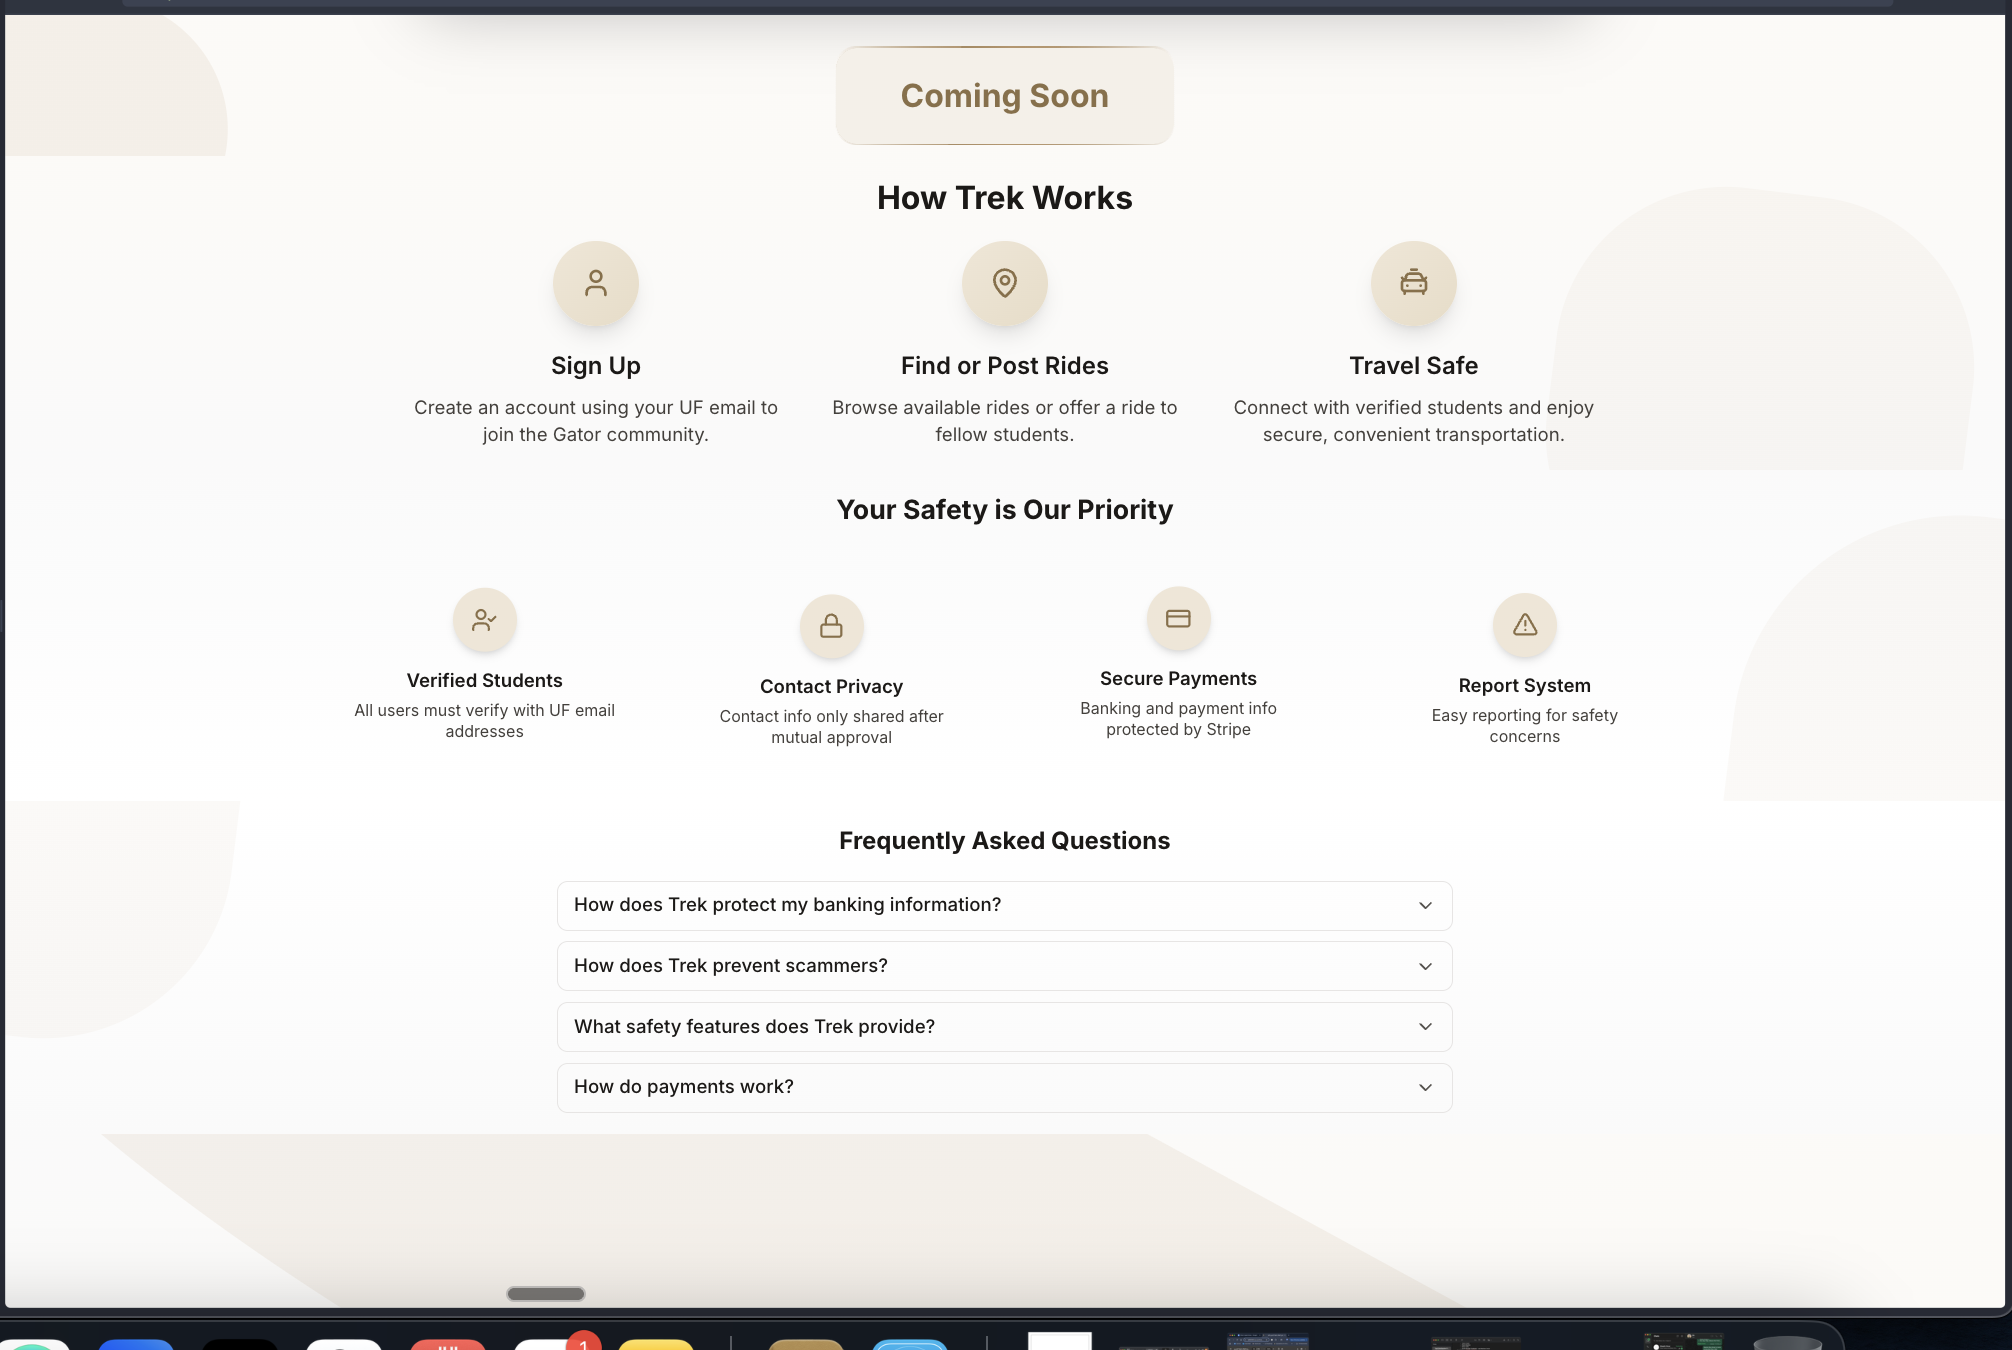 Coming Soon
How Trek Works
Sign Up
Create an account using your UF email to
join the Gator community.
Find or Post Rides
Browse available rides or offer a ride to
fellow students.
Travel Safe
Connect with verified students and enjoy
secure, convenient transportation.
Your Safety is Our Priority
Verified Students
All users must verify with UF email
addresses
Contact Privacy
Contact info only shared after
mutual approval
Secure Payments
Banking and payment info
protected by Stripe
Report System
Easy reporting for safety
concerns
Frequently Asked Questions
How does Trek protect my banking information?
How does Trek prevent scammers?
What safety features does Trek provide?
How do payments work?
1